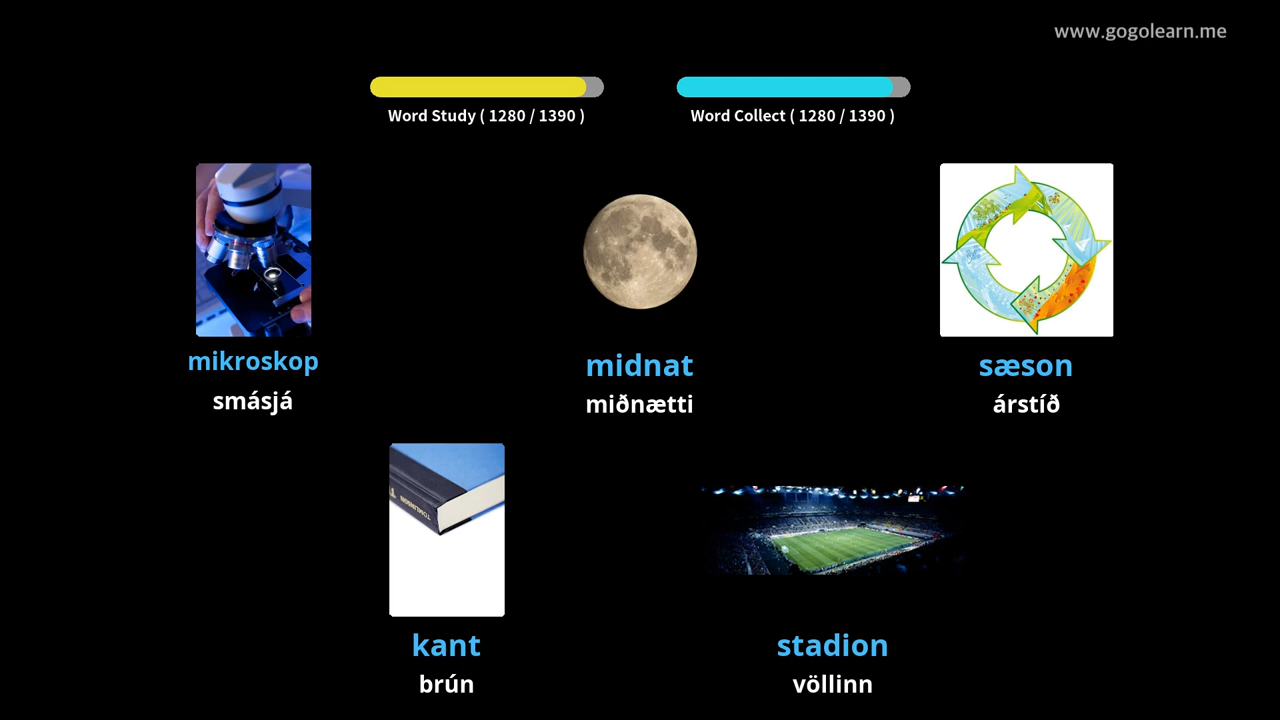 www.gogolearn.me
Word Study ( 1280 / 1390 )
Word Collect ( 1280 / 1390 )
mikroskop
smásjá
midnat
miðnætti
sæson
árstíð
TOMLINSON
kant
brún
stadion
völlinn